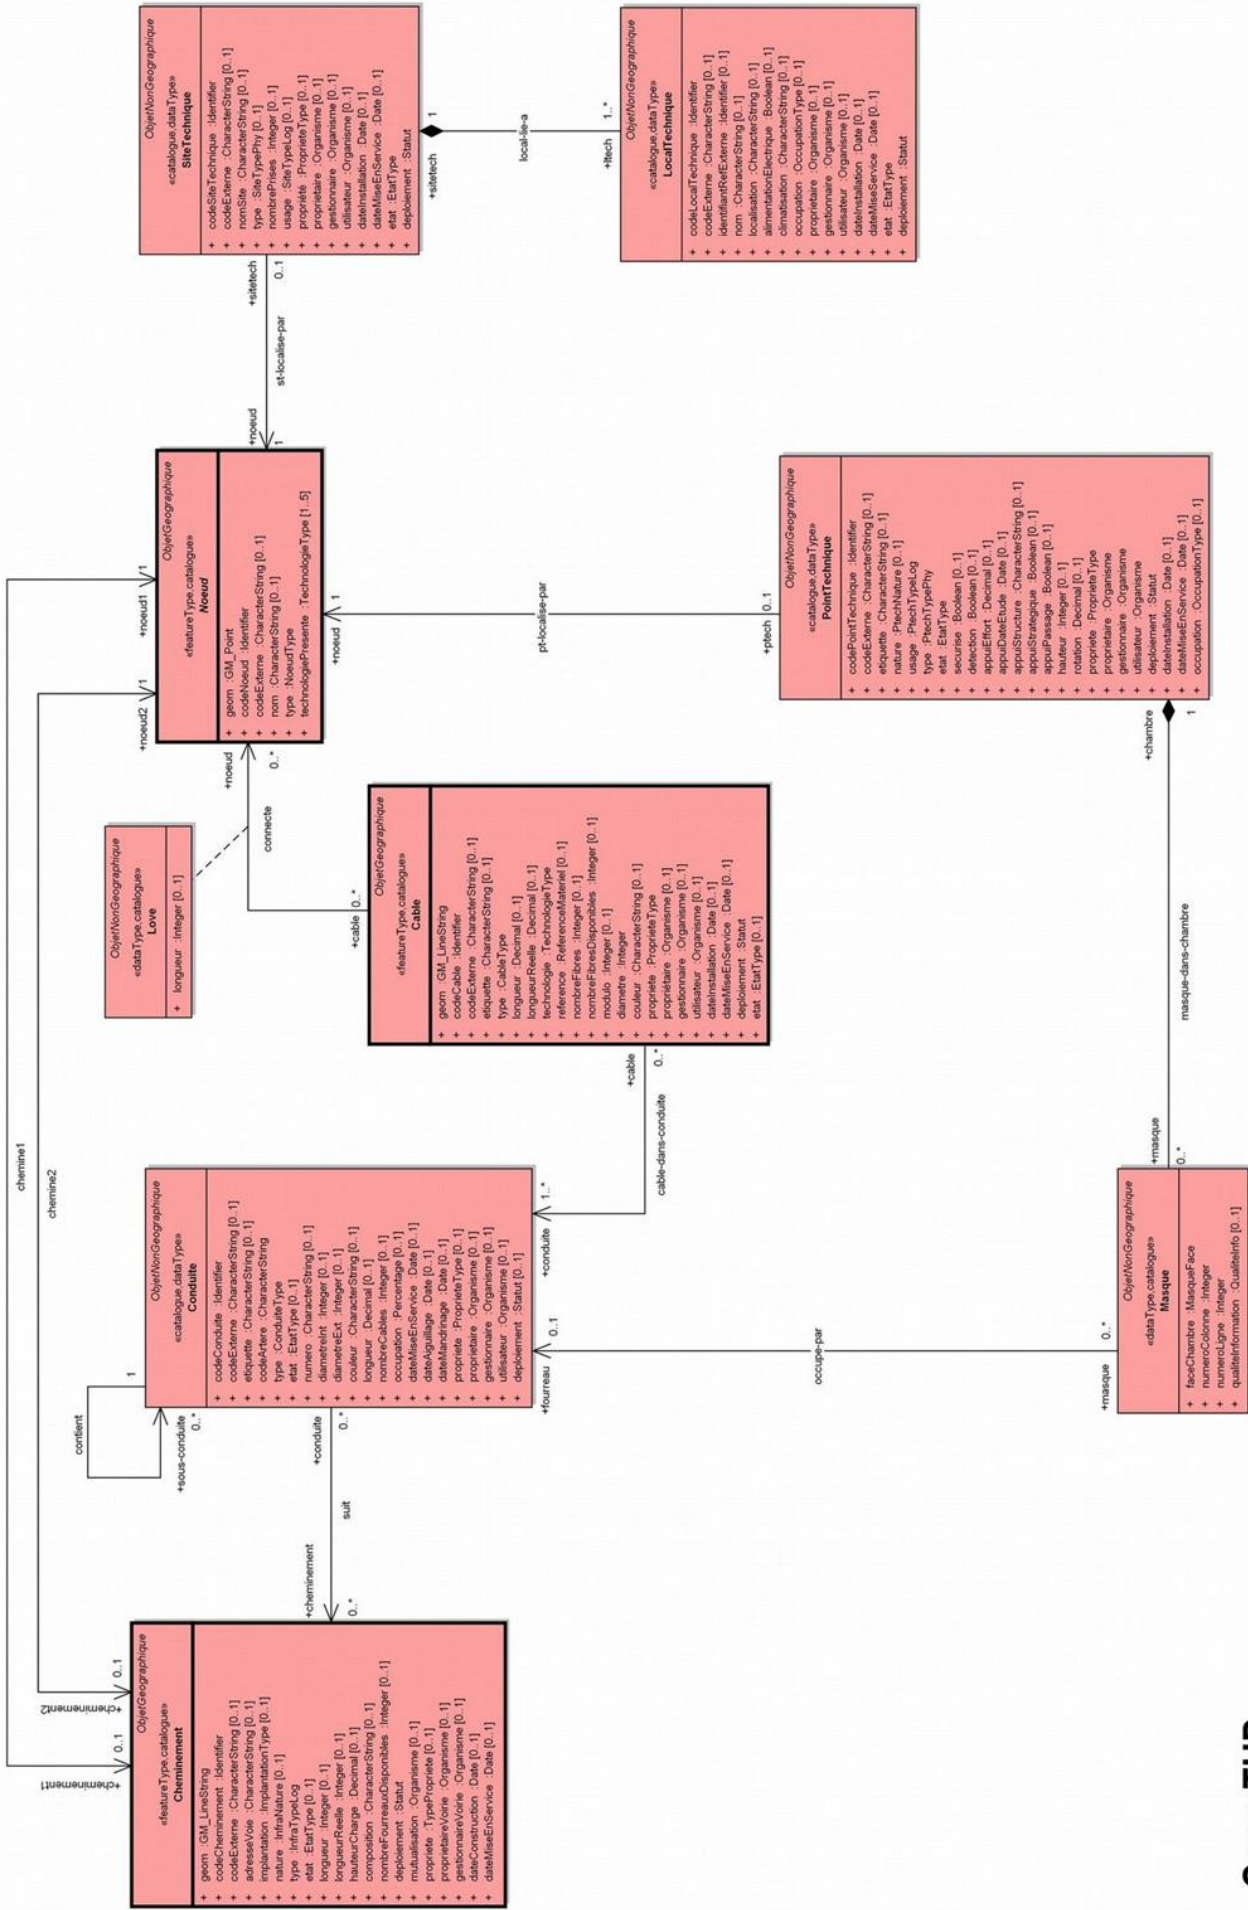 chemine1
chemine2
+cheminement1
0..1
+cheminement2
0..1
+noeud1
1
+noeud2
1
ObjetGeographique
«featureType,catalogue»
Cheminement
+ geom :GM_LineString
+ codeCheminement :Identifier
+ codeExterne :CharacterString [0..1]
+ adresseVoie :CharacterString [0..1]
+ implantation :ImplantationType [0..1]
+ nature :InfraNature [0..1]
+ type :InfraTypeLog
+ etat :EtatType [0..1]
+ longueur :Integer [0..1]
+ longueurReelle :Integer [0..1]
+ hauteurCharge :Decimal [0..1]
+ composition :CharacterString [0..1]
+ nombreFourreauxDisponibles :Integer [0..1]
+ deploiement :Statut
+ mutualisation :Organisme [0..1]
+ propriete :TypePropriete [0..1]
+ proprietaireVoirie :Organisme [0..1]
+ gestionnaireVoirie :Organisme [0..1]
+ dateConstruction :Date [0..1]
+ dateMiseEnService :Date [0..1]
+cheminement
0..*
suit
+conduite
0..*
contient
+sous-conduite
0..*
1
ObjetNonGeographique
«catalogue,dataType»
Conduite
+ codeConduite :Identifier
+ codeExterne :CharacterString [0..1]
+ etiquette :CharacterString [0..1]
+ codeArtere :CharacterString
+ type :ConduiteType
+ etat :EtatType [0..1]
+ numero :CharacterString [0..1]
+ diametreInt :Integer [0..1]
+ diametreExt :Integer [0..1]
+ couleur :CharacterString [0..1]
+ longueur :Decimal [0..1]
+ nombreCables :Integer [0..1]
+ occupation :Percentage [0..1]
+ dateMiseEnService :Date [0..1]
+ dateAiguillage :Date [0..1]
+ dateMandrinage :Date [0..1]
+ propriete :ProprieteType [0..1]
+ proprietaire :Organisme [0..1]
+ gestionnaire :Organisme [0..1]
+ utilisateur :Organisme [0..1]
+ deploiement :Statut [0..1]
+fourreau
0..1
+conduite
1..*
occupe-par
cable-dans-conduite
+cable
0..*
ObjetNonGeographique
«dataType,catalogue»
Love
+ longueur :Integer [0..1]
ObjetGeographique
«featureType,catalogue»
Cable
+ geom :GM_LineString
+ codeCable :Identifier
+ codeExterne :CharacterString [0..1]
+ etiquette :CharacterString [0..1]
+ type :CableType
+ longueur :Decimal [0..1]
+ longueurReelle :Decimal [0..1]
+ technologie :TechnologieType
+ reference :ReferenceMateriel [0..1]
+ nombreFibres :Integer [0..1]
+ nombreFibresDisponibles :Integer [0..1]
+ modulo :Integer [0..1]
+ diametre :Integer
+ couleur :CharacterString [0..1]
+ propriete :ProprieteType
+ propriétaire :Organisme [0..1]
+ gestionnaire :Organisme [0..1]
+ utilisateur :Organisme [0..1]
+ dateInstallation :Date [0..1]
+ dateMiseEnService :Date [0..1]
+ deploiement :Statut
+ etat :EtatType [0..1]
+cable
0..*
connecte
+noeud
0..*
ObjetGeographique
«featureType,catalogue»
Noeud
+ geom :GM_Point
+ codeNoeud :Identifier
+ codeExterne :CharacterString [0..1]
+ nom :CharacterString [0..1]
+ type :NoeudType
+ technologiePresente :TechnologieType [1..5]
+noeud
1
st-localise-par
+sitetech
0..1
+noeud
1
pt-localise-par
+ptech
0..1
ObjetNonGeographique
«catalogue,dataType»
SiteTechnique
+ codeSiteTechnique :Identifier
+ codeExterne :CharacterString [0..1]
+ nomSite :CharacterString [0..1]
+ type :SiteTypePhy [0..1]
+ nombrePrises :Integer [0..1]
+ usage :SiteTypeLog [0..1]
+ propriété :ProprieteType [0..1]
+ proprietaire :Organisme [0..1]
+ gestionnaire :Organisme [0..1]
+ utilisateur :Organisme [0..1]
+ dateInstallation :Date [0..1]
+ dateMiseEnService :Date [0..1]
+ etat :EtatType
+ deploiement :Statut
+sitetech
1
local-lie-a
+ltech
1..*
ObjetNonGeographique
«catalogue,dataType»
LocalTechnique
+ codeLocalTechnique :Identifier
+ codeExterne :CharacterString [0..1]
+ identifiantRefExterne :Identifier [0..1]
+ nom :CharacterString [0..1]
+ localisation :CharacterString [0..1]
+ alimentationElectrique :Boolean [0..1]
+ climatisation :CharacterString [0..1]
+ occupation :OccupationType [0..1]
+ proprietaire :Organisme [0..1]
+ gestionnaire :Organisme [0..1]
+ utilisateur :Organisme [0..1]
+ dateInstallation :Date [0..1]
+ dateMiseService :Date [0..1]
+ etat :EtatType
+ deploiement :Statut
ObjetNonGeographique
«catalogue,dataType»
PointTechnique
+ codePointTechnique :Identifier
+ codeExterne :CharacterString [0..1]
+ etiquette :CharacterString [0..1]
+ nature :PtechNature [0..1]
+ usage :PtechTypeLog
+ type :PtechTypePhy
+ etat :EtatType
+ securise :Boolean [0..1]
+ detection :Boolean [0..1]
+ appuiEffort :Decimal [0..1]
+ appuiDateEtude :Date [0..1]
+ appuiStructure :CharacterString [0..1]
+ appuiStrategique :Boolean [0..1]
+ appuiPassage :Boolean [0..1]
+ hauteur :Integer [0..1]
+ rotation :Decimal [0..1]
+ propriete :ProprieteType
+ proprietaire :Organisme
+ gestionnaire :Organisme
+ utilisateur :Organisme
+ deploiement :Statut
+ dateInstallation :Date [0..1]
+ dateMiseEnService :Date [0..1]
+ occupation :OccupationType [0..1]
+chambre
1
masque-dans-chambre
+masque
0..*
+masque
0..*
ObjetNonGeographique
«dataType,catalogue»
Masque
+ faceChambre :MasqueFace
+ numeroColonne :Integer
+ numeroLigne :Integer
+ qualiteInformation :QualiteInfo [0..1]